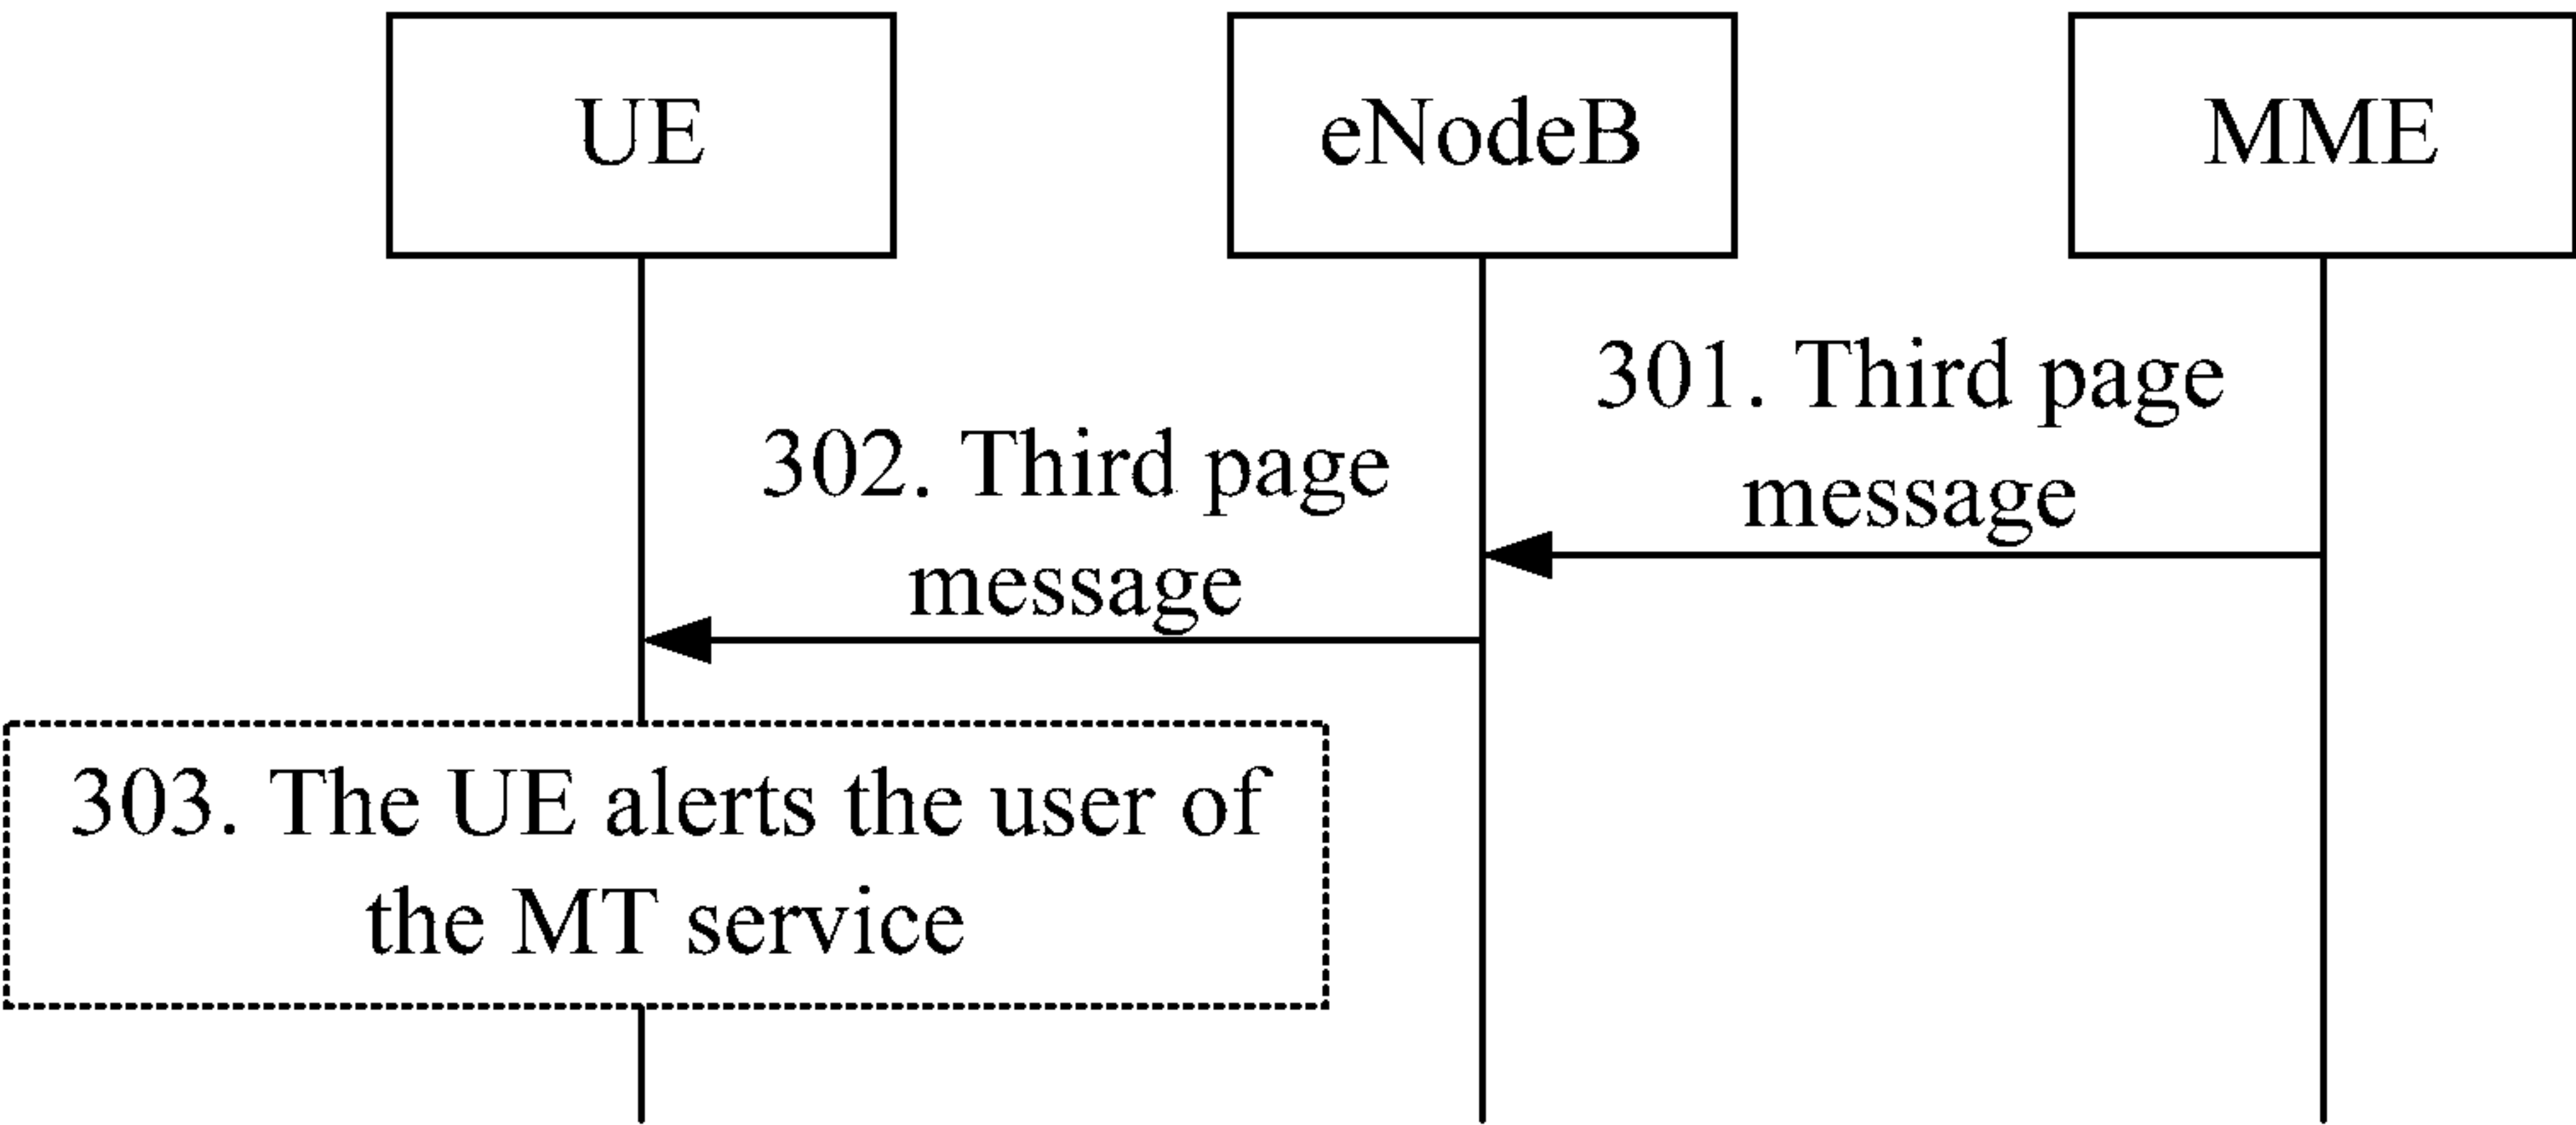 UE
eNodeB
MME
301. Third page
message
302. Third page
message
303. The UE alerts the user of
the MT service